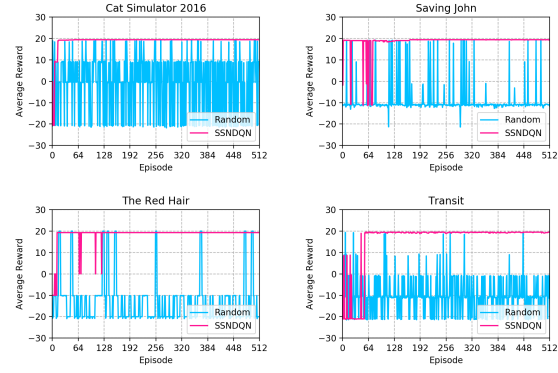 Cat Simulator 2016
30
20
10
0
−10
−20
−30
Average Reward
0 64 128 192 256 320 384 448 512
Episode
Random
SSNDQN
Saving John
30
20
10
0
−10
−20
−30
Average Reward
0 64 128 192 256 320 384 448 512
Episode
Random
SSNDQN
The Red Hair
30
20
10
0
−10
−20
−30
Average Reward
0 64 128 192 256 320 384 448 512
Episode
Random
SSNDQN
Transit
30
20
10
0
−10
−20
−30
Average Reward
0 64 128 192 256 320 384 448 512
Episode
Random
SSNDQN